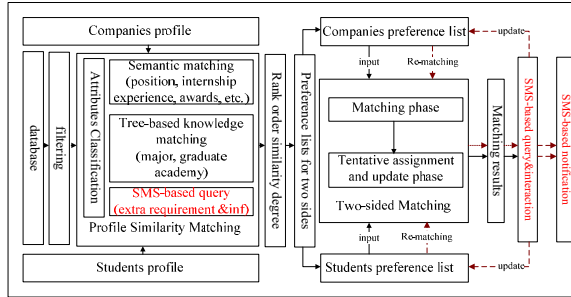 Companies profile
database
filtering
Attributes Classification
Semantic matching
(position, internship
experience, awards, etc.)
Tree-based knowledge
matching
(major, graduate
academy)
SMS-based query
(extra requirement &inf)
Profile Similarity Matching
Students profile
Rank order similarity degree
Preference lists for two sides
Companies preference list
input
Re-matching
update
Matching phase
Tentative assignment
and update phase
Two-sided Matching
input
Re-matching
update
Students preference list
Matching results
SMS-based query&interaction
SMS-based notification